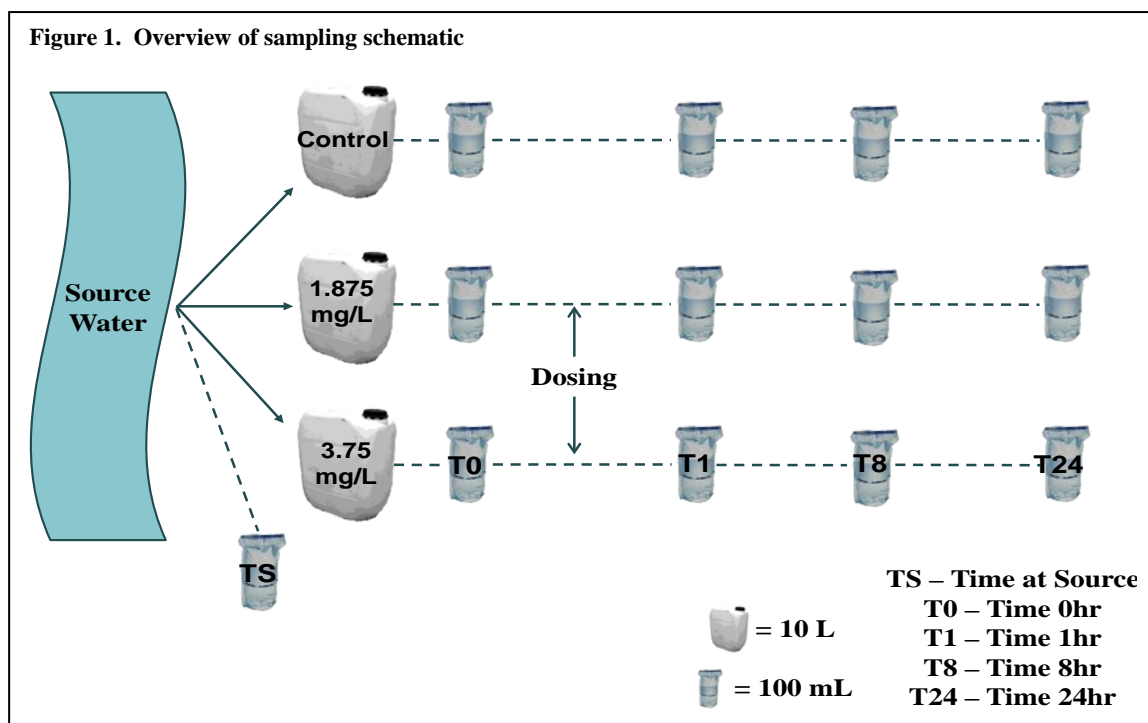 Figure 1.  Overview of sampling schematic
Control
Source
Water
1.875
mg/L
Dosing
3.75
mg/L
T0
T1
T8
T24
TS
TS – Time at Source
T0 – Time 0hr
T1 – Time 1hr
T8 – Time 8hr
T24 – Time 24hr
= 10 L
= 100 mL